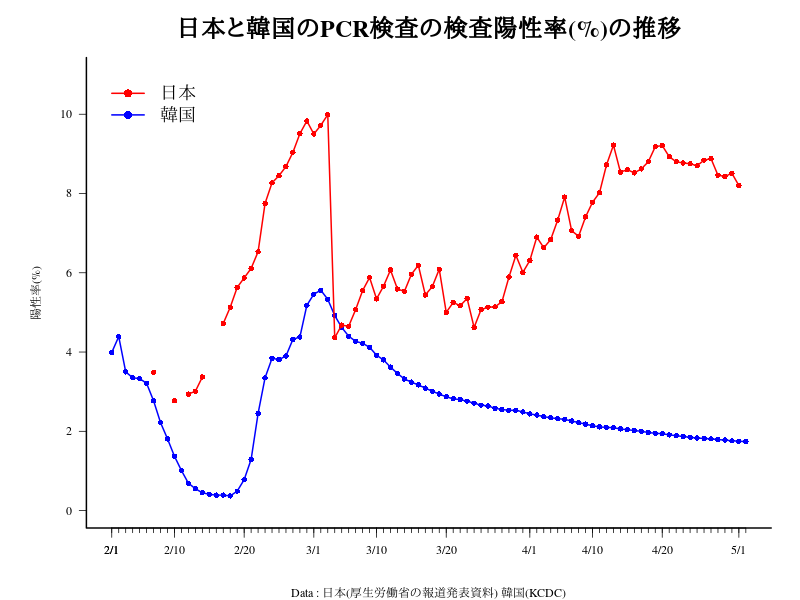 日本と韓国のPCR検査の検査陽性率(%)の推移
日本
韓国
陽性率(%)
10
8
6
4
2
0
2/1 2/10 2/20 3/1 3/10 3/20 4/1 4/10 4/20 5/1
Data : 日本(厚生労働省の報道発表資料) 韓国(KCDC)